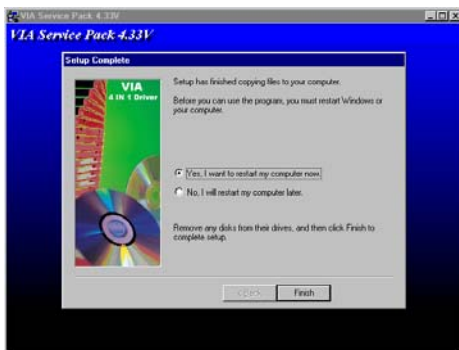 VIA Service Pack 4.33V
VIA Service Pack 4.33V
Setup Complete
VIA
4 IN 1 Driver
Setup has finished copying files to your computer.
Before you can use the program, you must restart Windows or
your computer.
Yes, I want to restart my computer now.
No, I will restart my computer later.
Remove any disks from their drives, and then click Finish to
complete setup.
< Back
Finish